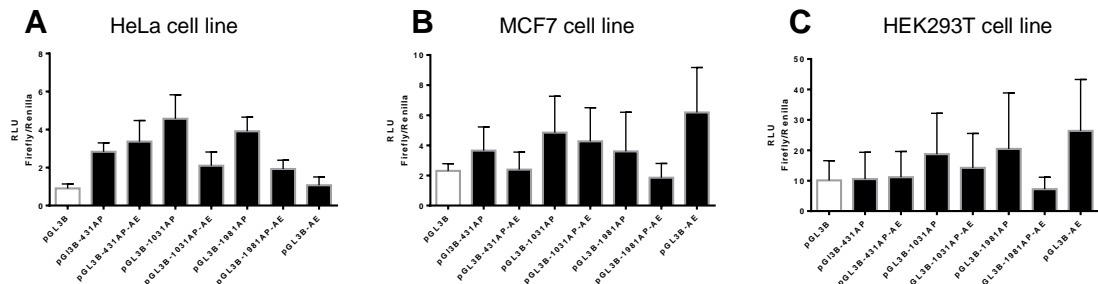 A HeLa cell line
RLU
Firefly/Renilla
8
6
4
2
0
pGL3B
pGl3B-431AP
pGL3B-431AP-AE
pGL3B-1031AP
pGL3B-1031AP-AE
pGL3B-1981AP
pGL3B-1981AP-AE
pGL3B-AE
B MCF7 cell line
RLU
Firefly/Renilla
10
8
6
4
2
0
pGL3B
pGl3B-431AP
pGL3B-431AP-AE
pGL3B-1031AP
pGL3B-1031AP-AE
pGL3B-1981AP
pGL3B-1981AP-AE
pGL3B-AE
C HEK293T cell line
RLU
Firefly/Renilla
50
40
30
20
10
0
pGL3B
pGl3B-431AP
pGL3B-431AP-AE
pGL3B-1031AP
GL3B-1031AP-AE
pGL3B-1981AP
GL3B-1981AP-AE
pGL3B-AE